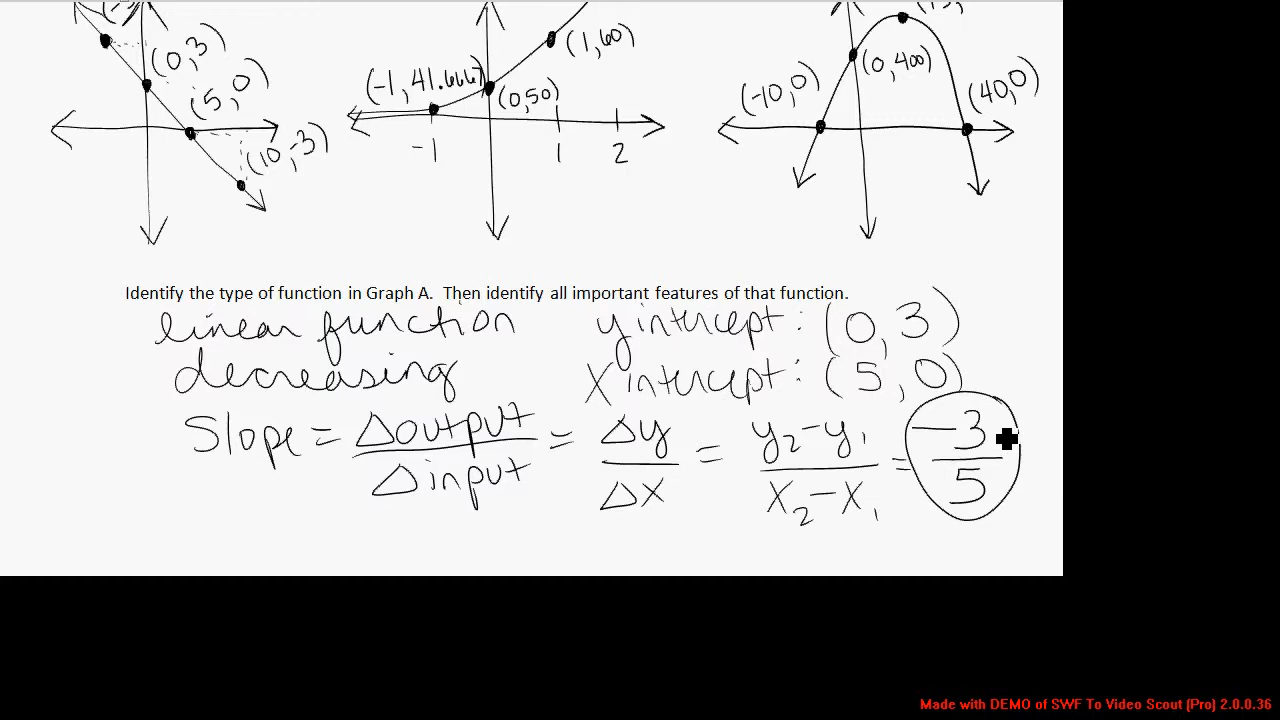 (0,3)
(5,0)
(10,-3)
(-1, 41.6667)
(1,60)
(0,50)
-1
1
2
(-10,0)
(0,400)
(40,0)
Identify the type of function in Graph A. Then identify all important features of that function.
linear function
decreasing
y intercept: (0,3)
x intercept: (5,0)
Slope = Δoutput/Δinput = Δy/Δx = y₂-y₁/x₂-x₁ = -3/5
Made with DEMO of SWF To Video Scout (Pro) 2.0.0.36